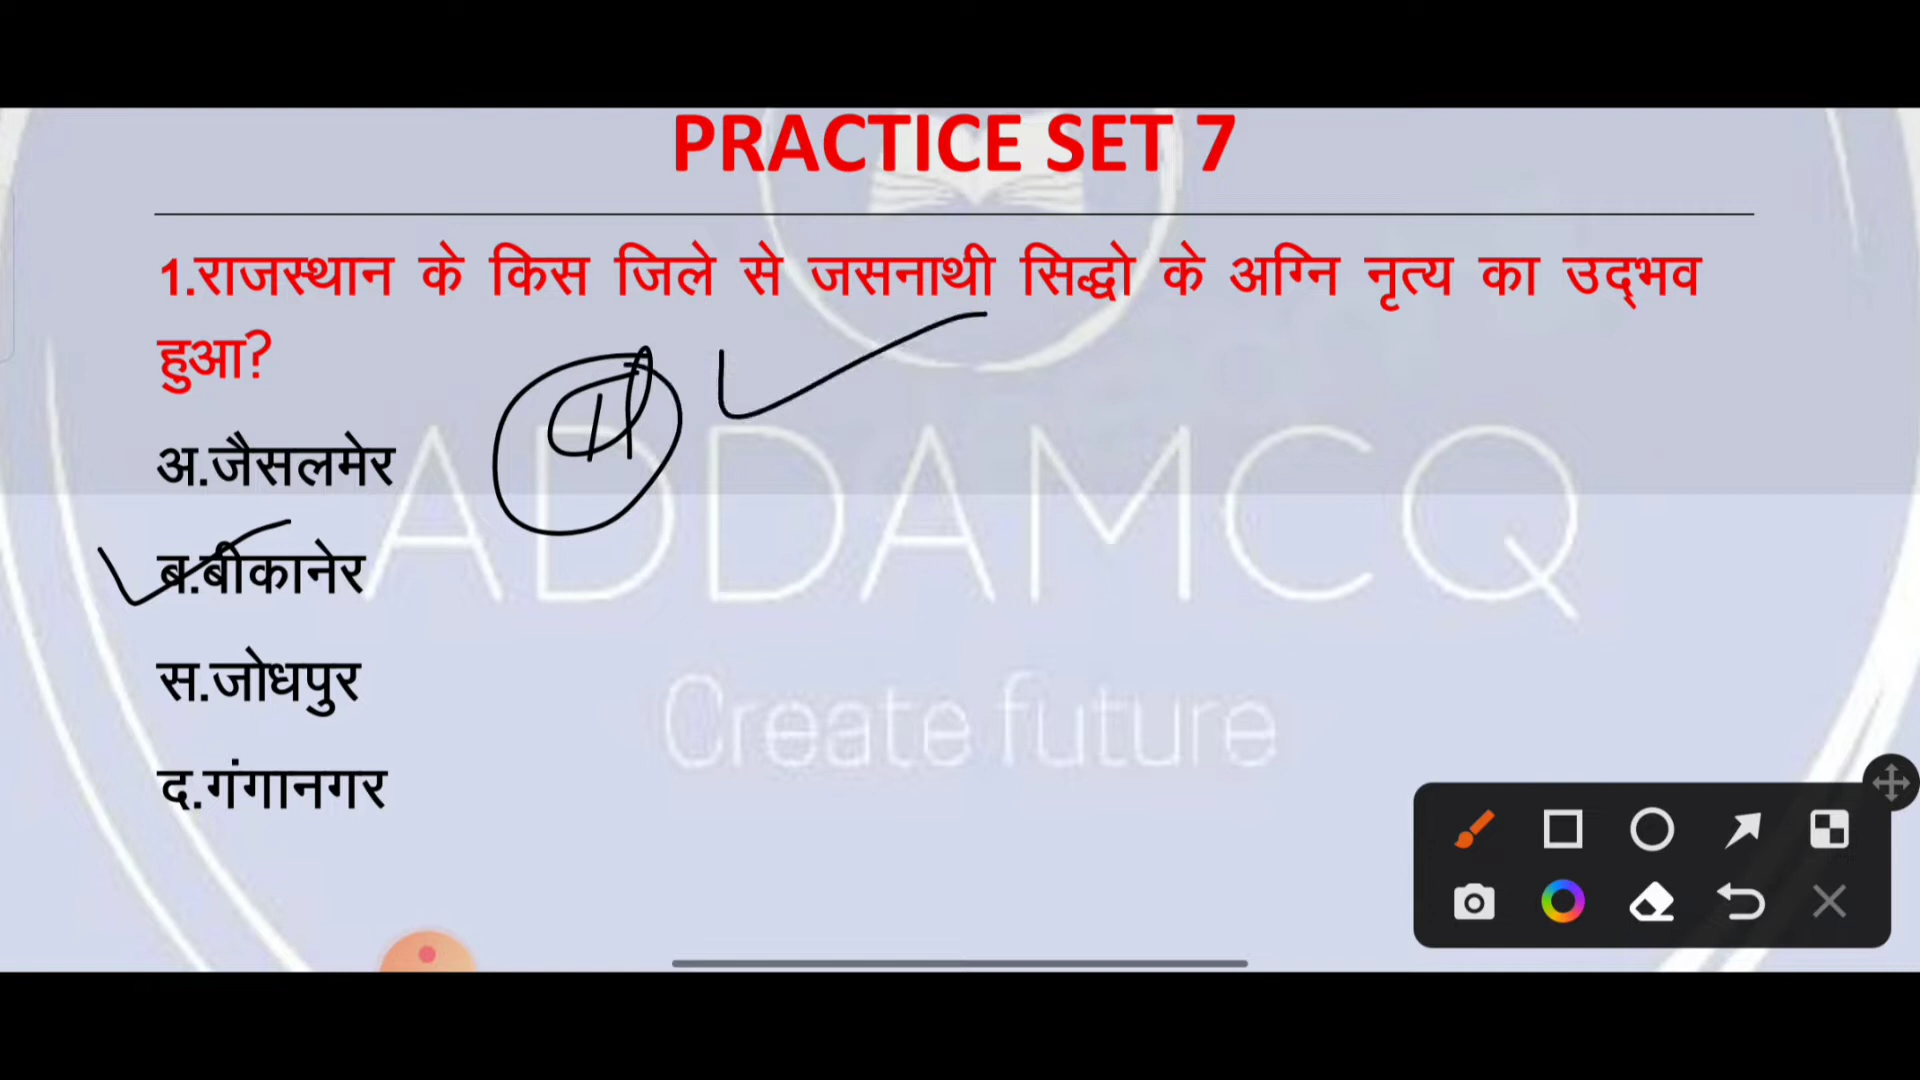 PRACTICE SET 7
1.राजस्थान के किस जिले से जसनाथी सिद्धो के अग्नि नृत्य का उद्‌भव
हुआ?
अ.जैसलमेर
ब.बीकानेर
स.जोधपुर
द.गंगानगर
ADDAMCQ
Create future